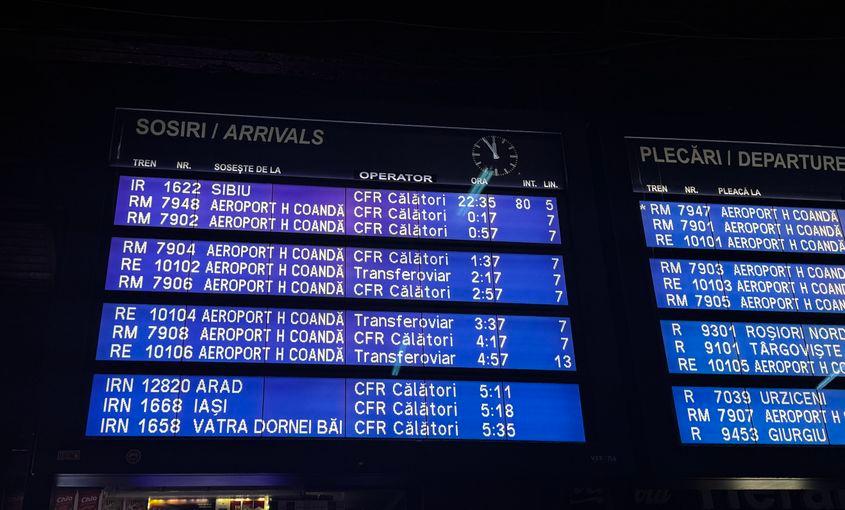 SOSIRI / ARRIVALS
TREN NR. SOSEȘTE DE LA OPERATOR ORA INT. LIN.
IR 1622 SIBIU CFR Călători 22:35 80 5
RM 7948 AEROPORT H COANDĂ CFR Călători 0:17 7
RM 7902 AEROPORT H COANDĂ CFR Călători 0:57 7
RM 7904 AEROPORT H COANDĂ CFR Călători 1:37 7
RE 10102 AEROPORT H COANDĂ Transferoviar 2:17 7
RM 7906 AEROPORT H COANDĂ CFR Călători 2:57 7
RE 10104 AEROPORT H COANDĂ Transferoviar 3:37 7
RM 7908 AEROPORT H COANDĂ CFR Călători 4:17 7
RE 10106 AEROPORT H COANDĂ Transferoviar 4:57 13
IRN 12820 ARAD CFR Călători 5:11
IRN 1668 IAȘI CFR Călători 5:18
IRN 1658 VATRA DORNEI BĂI CFR Călători 5:35
PLECĂRI / DEPARTURE
TREN NR. PLEACĂ LA
* RM 7947 AEROPORT H COANDĂ
RM 7901 AEROPORT H COANDĂ
RE 10101 AEROPORT H COANDĂ
RM 7903 AEROPORT H COANDĂ
RE 10103 AEROPORT H COANDĂ
RM 7905 AEROPORT H COANDĂ
R 9301 ROȘIORI NORD
R 9101 TÂRGOVIȘTE
RE 10105 AEROPORT H COANDĂ
R 7039 URZICENI
RM 7907 AEROPORT H COANDĂ
R 9453 GIURGIU